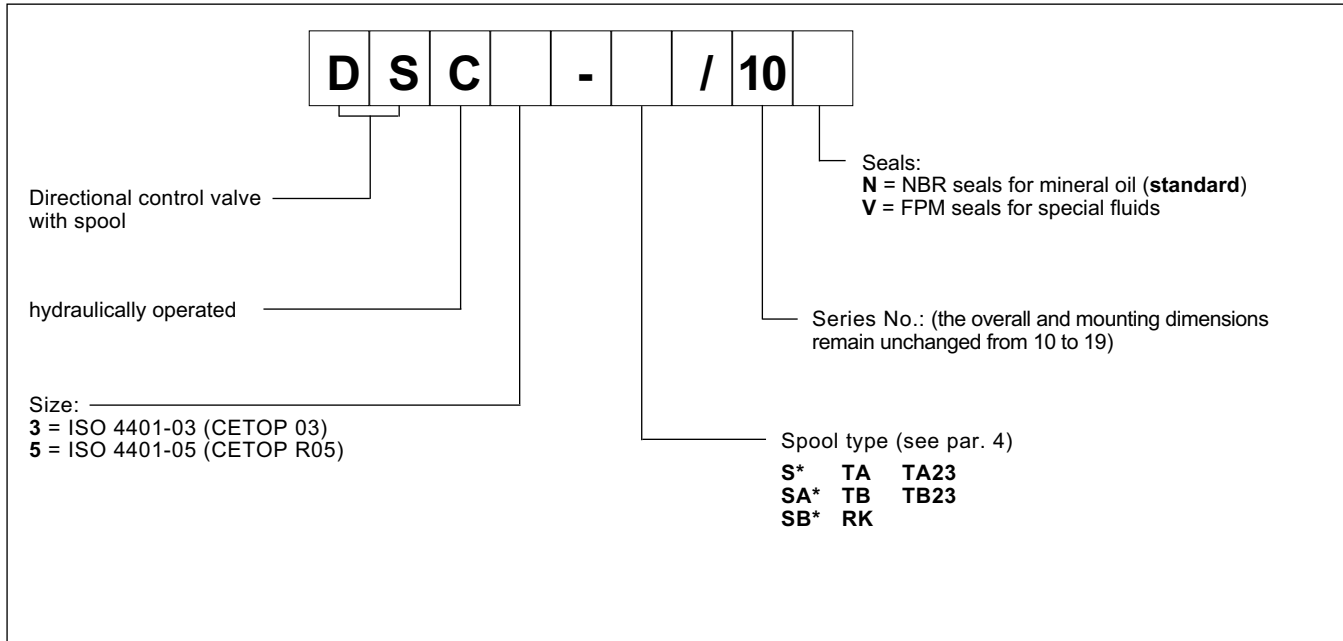 D S C - / 10
Directional control valve
with spool
hydraulically operated
Size:
3 = ISO 4401-03 (CETOP 03)
5 = ISO 4401-05 (CETOP R05)
Seals:
N = NBR seals for mineral oil (standard)
V = FPM seals for special fluids
Series No.: (the overall and mounting dimensions
remain unchanged from 10 to 19)
Spool type (see par. 4)
S* TA TA23
SA* TB TB23
SB* RK